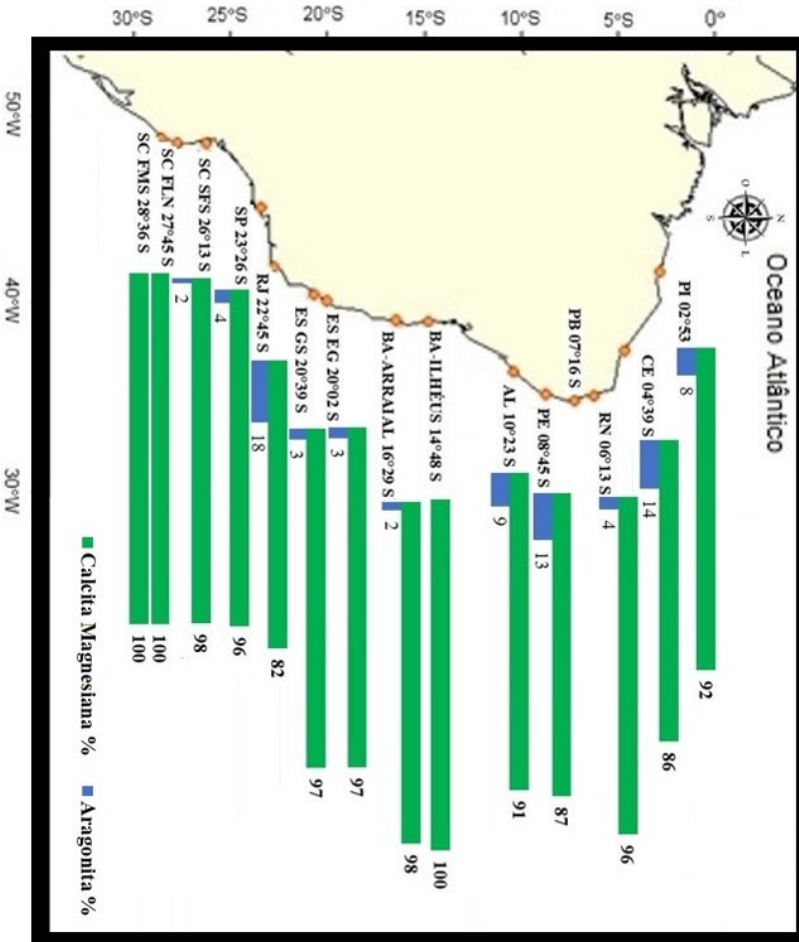 30°S 25°S 20°S 15°S 10°S 5°S 0°
50°W
40°W
30°W
Oceano Atlântico
N
S
O
L
PI 02°53
8
92
CE 04°39 S
14
86
RN 06°13 S
4
96
PB 07°16 S
PE 08°45 S
13
87
AL 10°23 S
9
91
BA-ILHÉUS 14°48 S
100
BA-ARRAIAL 16°29 S
2
98
ES EG 20°02 S
3
97
ES GS 20°39 S
3
97
RJ 22°45 S
18
82
SP 23°26 S
4
96
SC SFS 26°13 S
2
98
SC FLN 27°45 S
100
SC FMS 28°36 S
100
Calcita Magnesiana % Aragonita %